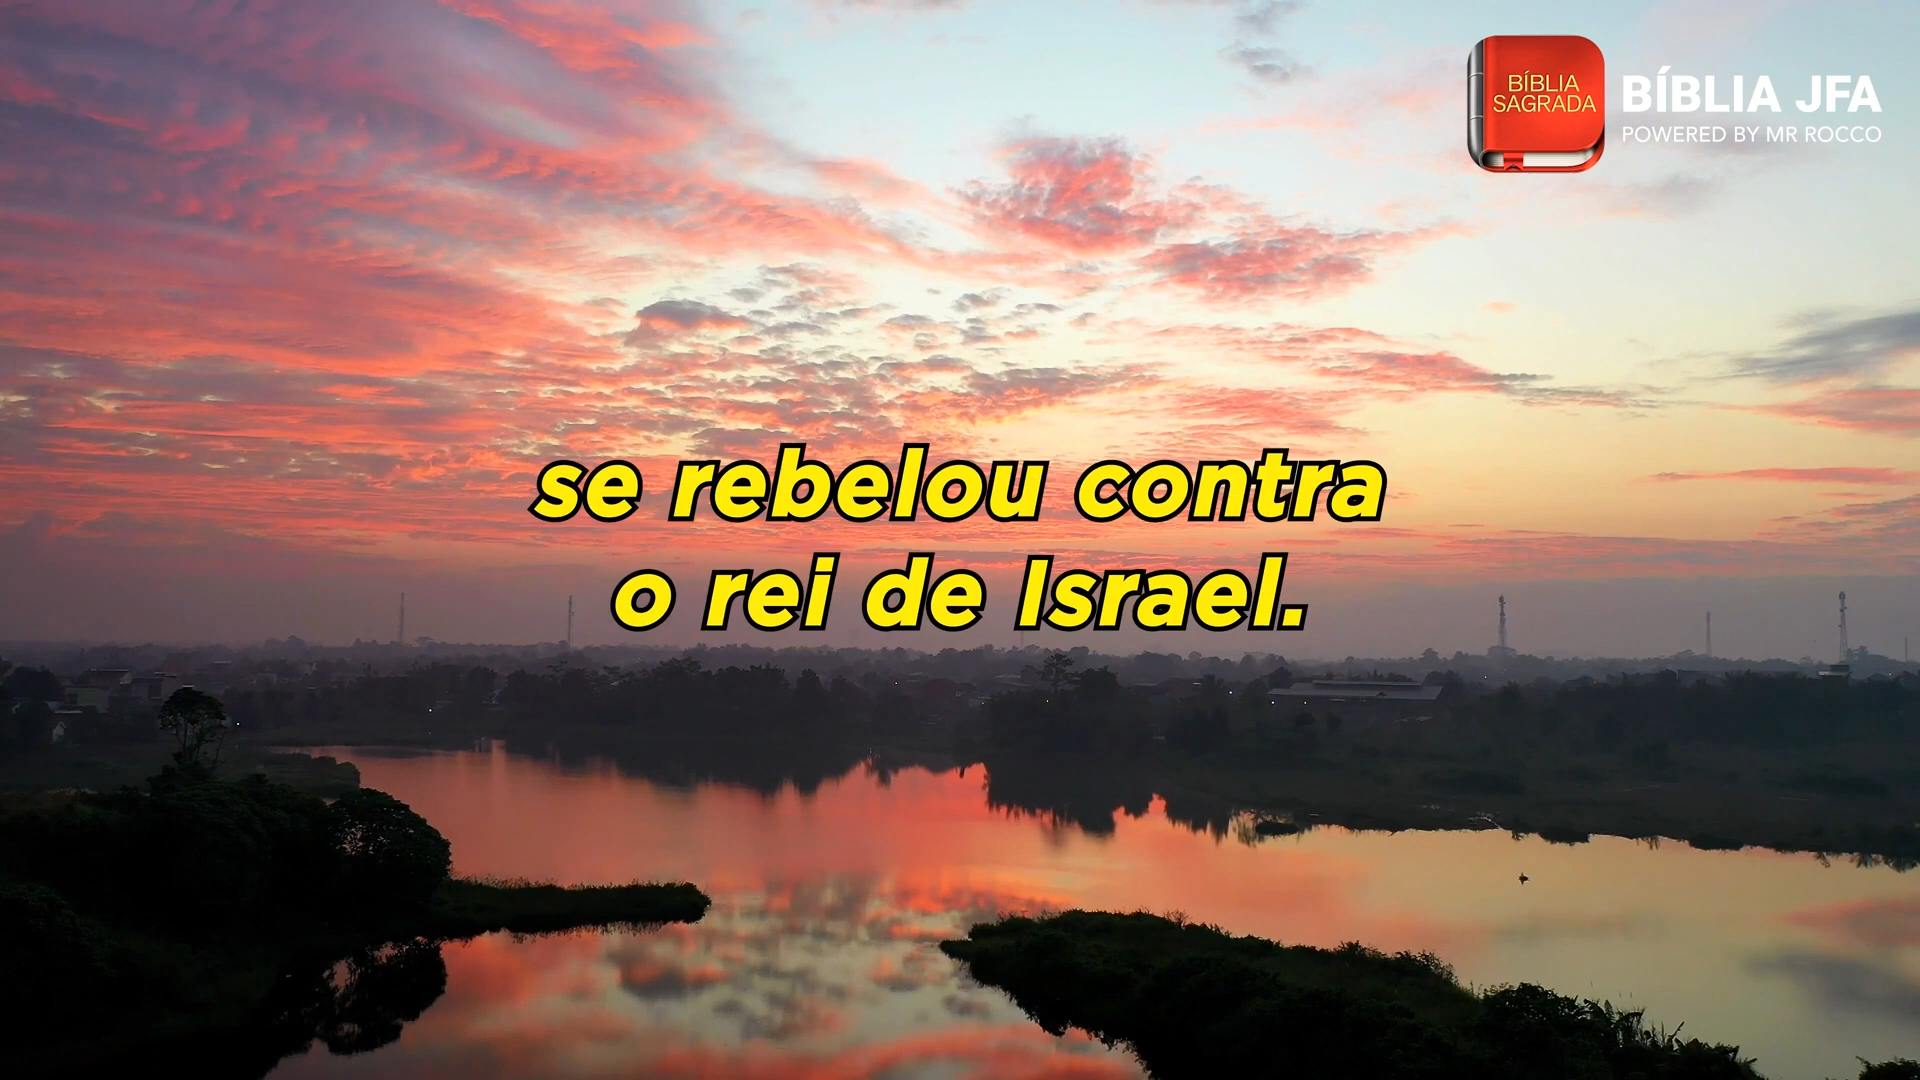 BÍBLIA
SAGRADA
BÍBLIA JFA
POWERED BY MR ROCCO
se rebelou contra
o rei de Israel.